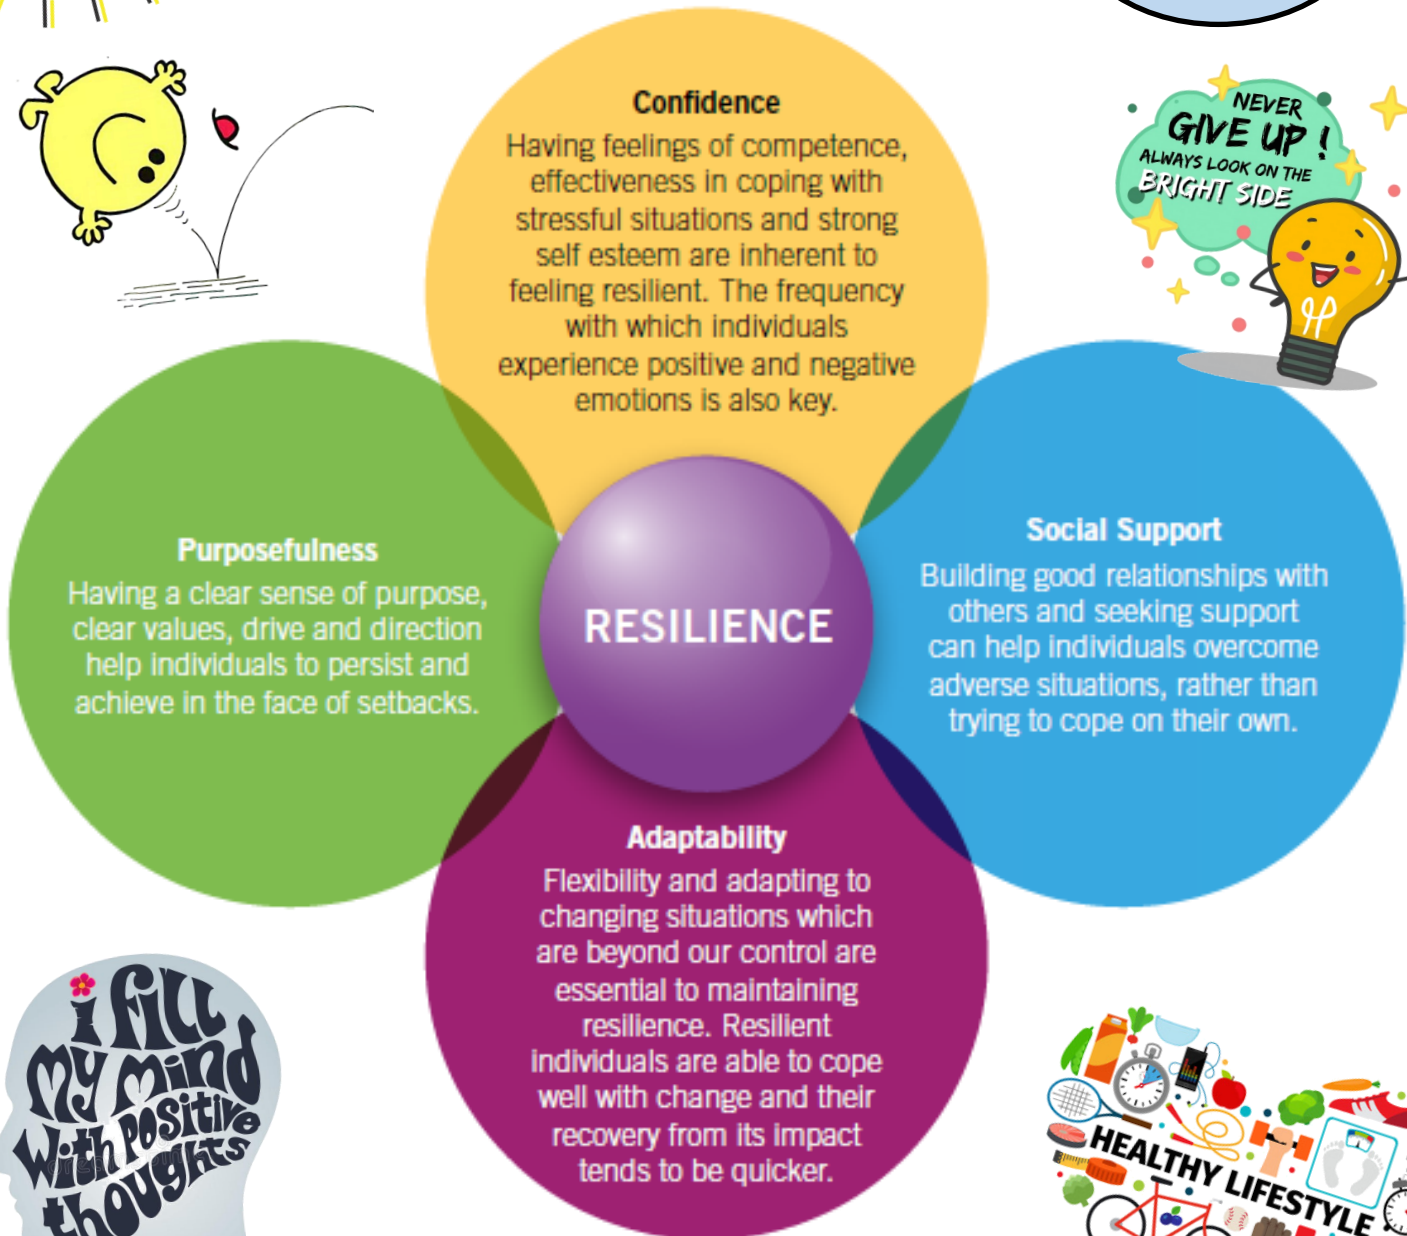 Confidence
Having feelings of competence,
effectiveness in coping with
stressful situations and strong
self esteem are inherent to
feeling resilient. The frequency
with which individuals
experience positive and negative
emotions is also key.
NEVER
GIVE UP !
ALWAYS LOOK ON THE
BRIGHT SIDE
Purposefulness
Having a clear sense of purpose,
clear values, drive and direction
help individuals to persist and
achieve in the face of setbacks.
RESILIENCE
Social Support
Building good relationships with
others and seeking support
can help individuals overcome
adverse situations, rather than
trying to cope on their own.
Adaptability
Flexibility and adapting to
changing situations which
are beyond our control are
essential to maintaining
resilience. Resilient
individuals are able to cope
well with change and their
recovery from its impact
tends to be quicker.
i fill
my mind
with positive
thoughts
HEALTHY LIFESTYLE